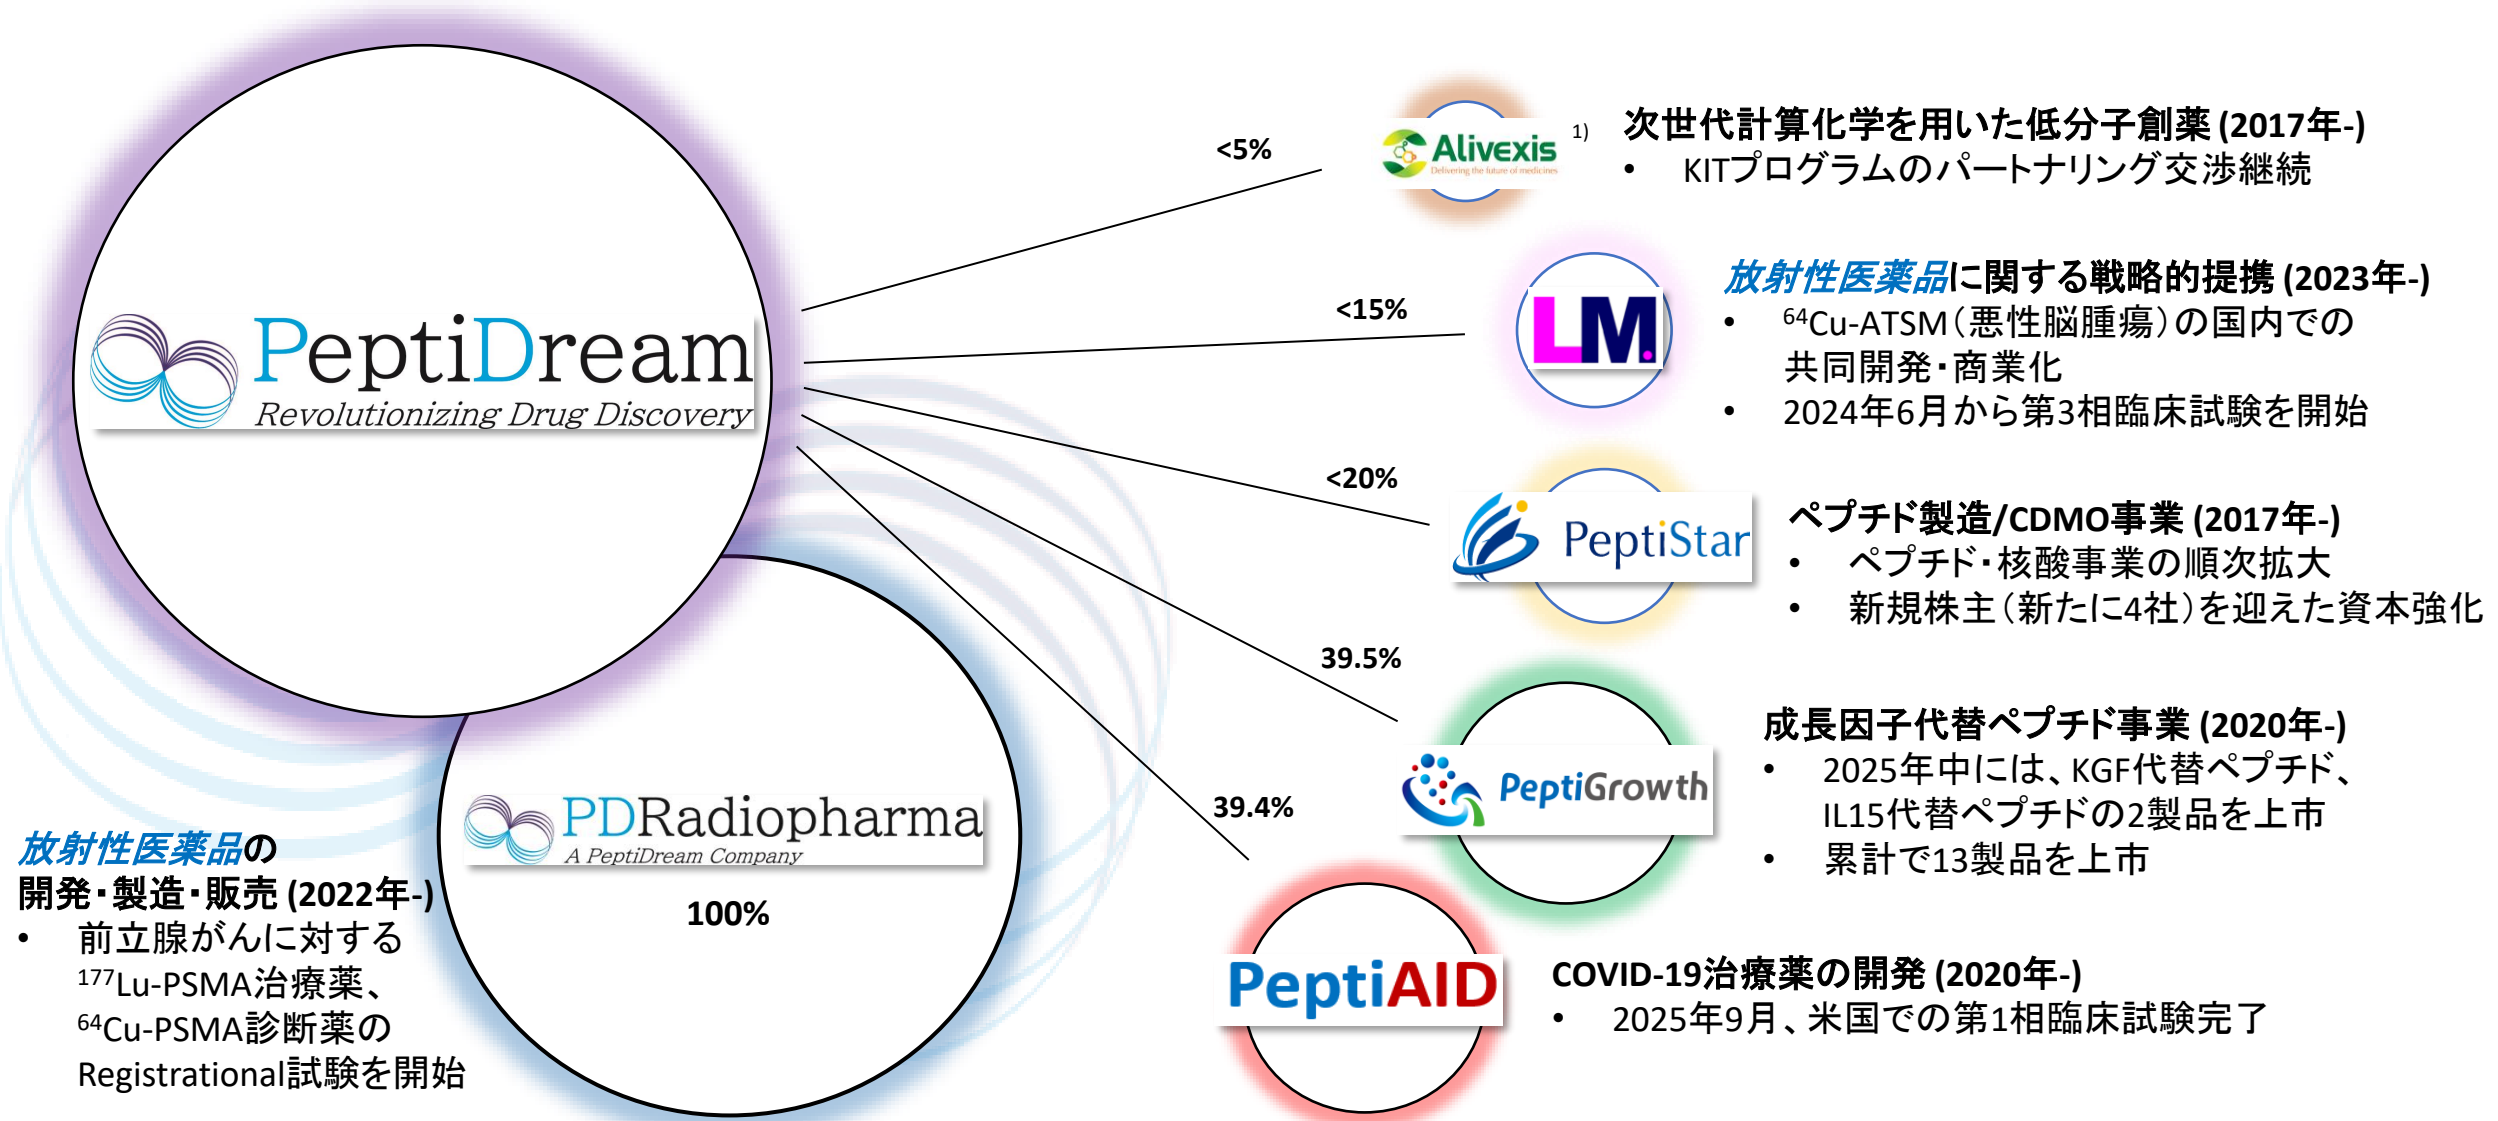 PeptiDream
Revolutionizing Drug Discovery
PDRadiopharma
A PeptiDream Company
100%
放射性医薬品の
開発・製造・販売 (2022年-)
• 前立腺がんに対する
177Lu-PSMA治療薬、
64Cu-PSMA診断薬の
Registrational試験を開始
<5%
Alivexis
Delivering the future of medicines
1)
次世代計算化学を用いた低分子創薬 (2017年-)
• KITプログラムのパートナリング交渉継続
<15%
LM
放射性医薬品に関する戦略的提携 (2023年-)
• 64Cu-ATSM（悪性脳腫瘍）の国内での
共同開発・商業化
• 2024年6月から第3相臨床試験を開始
<20%
PeptiStar
ペプチド製造/CDMO事業 (2017年-)
• ペプチド・核酸事業の順次拡大
• 新規株主（新たに4社）を迎えた資本強化
39.5%
PeptiGrowth
成長因子代替ペプチド事業 (2020年-)
• 2025年中には、KGF代替ペプチド、
IL15代替ペプチドの2製品を上市
• 累計で13製品を上市
39.4%
PeptiAID
COVID-19治療薬の開発 (2020年-)
• 2025年9月、米国での第1相臨床試験完了